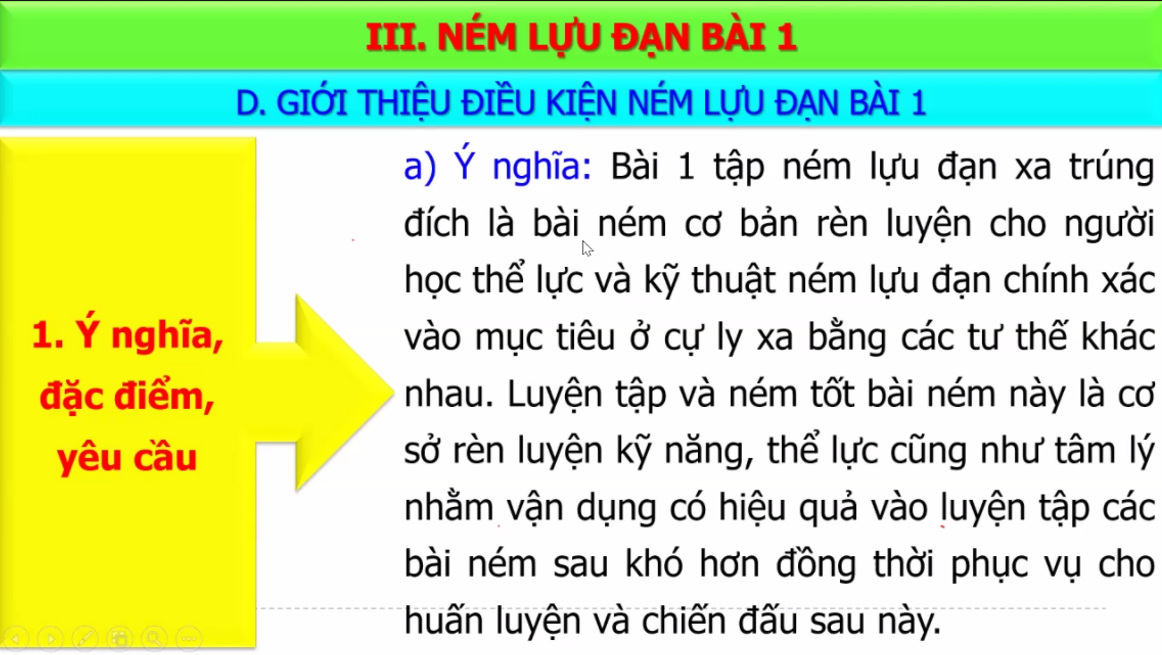 III. NÉM LỰU ĐẠN BÀI 1
D. GIỚI THIỆU ĐIỀU KIỆN NÉM LỰU ĐẠN BÀI 1
1. Ý nghĩa,
đặc điểm,
yêu cầu
a) Ý nghĩa: Bài 1 tập ném lựu đạn xa trúng
đích là bài ném cơ bản rèn luyện cho người
học thể lực và kỹ thuật ném lựu đạn chính xác
vào mục tiêu ở cự ly xa bằng các tư thế khác
nhau. Luyện tập và ném tốt bài ném này là cơ
sở rèn luyện kỹ năng, thể lực cũng như tâm lý
nhằm vận dụng có hiệu quả vào luyện tập các
bài ném sau khó hơn đồng thời phục vụ cho
huấn luyện và chiến đấu sau này.